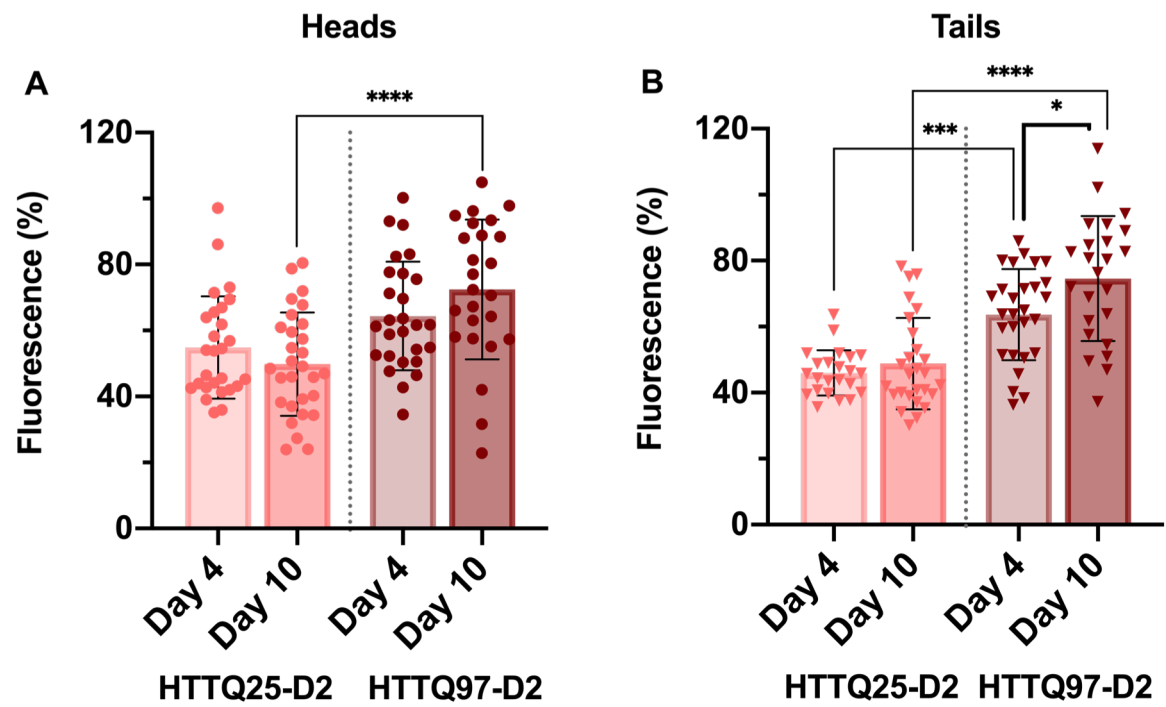 Heads
Tails
A
B
****
****
***
*
120
80
40
0
Fluorescence (%)
120
80
40
0
Fluorescence (%)
Day 4
Day 10
Day 4
Day 10
Day 4
Day 10
Day 4
Day 10
HTTQ25-D2
HTTQ97-D2
HTTQ25-D2
HTTQ97-D2